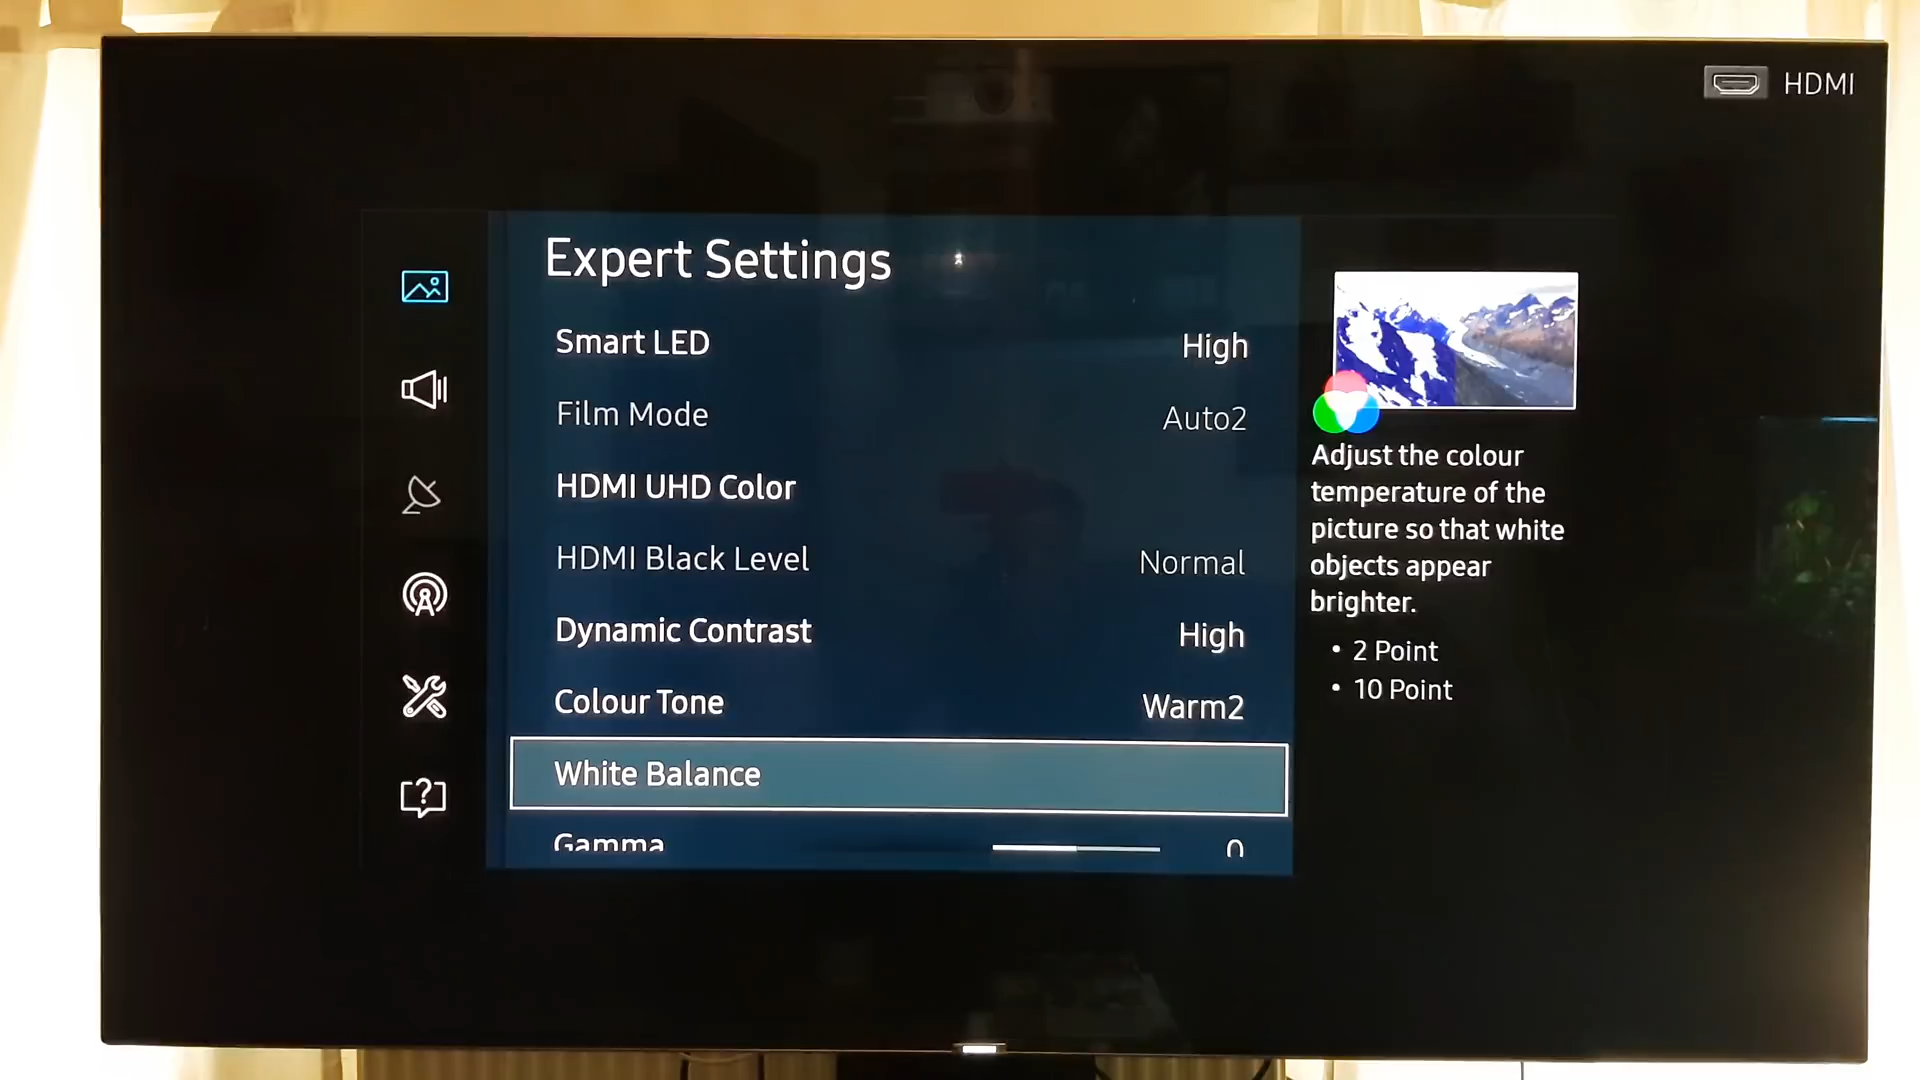 HDMI
Expert Settings
Smart LED High
Film Mode Auto2
HDMI UHD Color
HDMI Black Level Normal
Dynamic Contrast High
Colour Tone Warm2
White Balance
Gamma 0
Adjust the colour
temperature of the
picture so that white
objects appear
brighter.
• 2 Point
• 10 Point